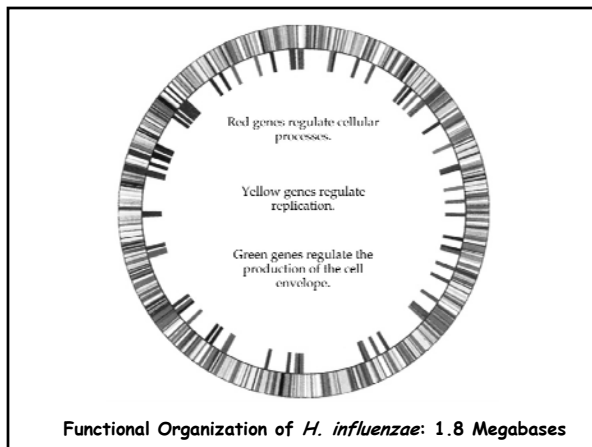 Red genes regulate cellular
processes.
Yellow genes regulate
replication.
Green genes regulate the
production of the cell
envelope.
Functional Organization of H. influenzae: 1.8 Megabases